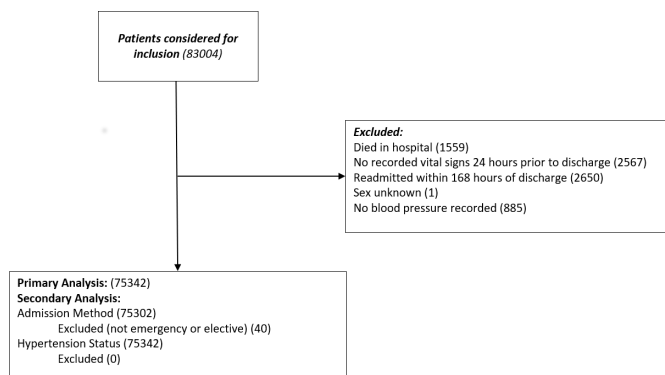 Patients considered for
inclusion (83004)
Excluded:
Died in hospital (1559)
No recorded vital signs 24 hours prior to discharge (2567)
Readmitted within 168 hours of discharge (2650)
Sex unknown (1)
No blood pressure recorded (885)
Primary Analysis: (75342)
Secondary Analysis:
Admission Method (75302)
Excluded (not emergency or elective) (40)
Hypertension Status (75342)
Excluded (0)